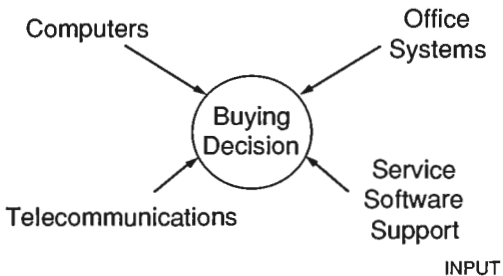 Computers
Office
Systems
Buying
Decision
Telecommunications
Service
Software
Support
INPUT